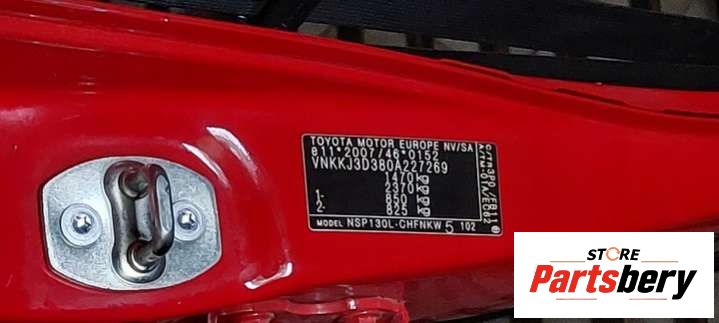 TOYOTA MOTOR EUROPE NV/SA
e11*2007/46*0152
VNKKJ3D380A227269
1470 kg
2370 kg
1- 850 kg
2- 825 kg
MODEL NSP130L-CHFNKW 5 102
STORE
Partsbery